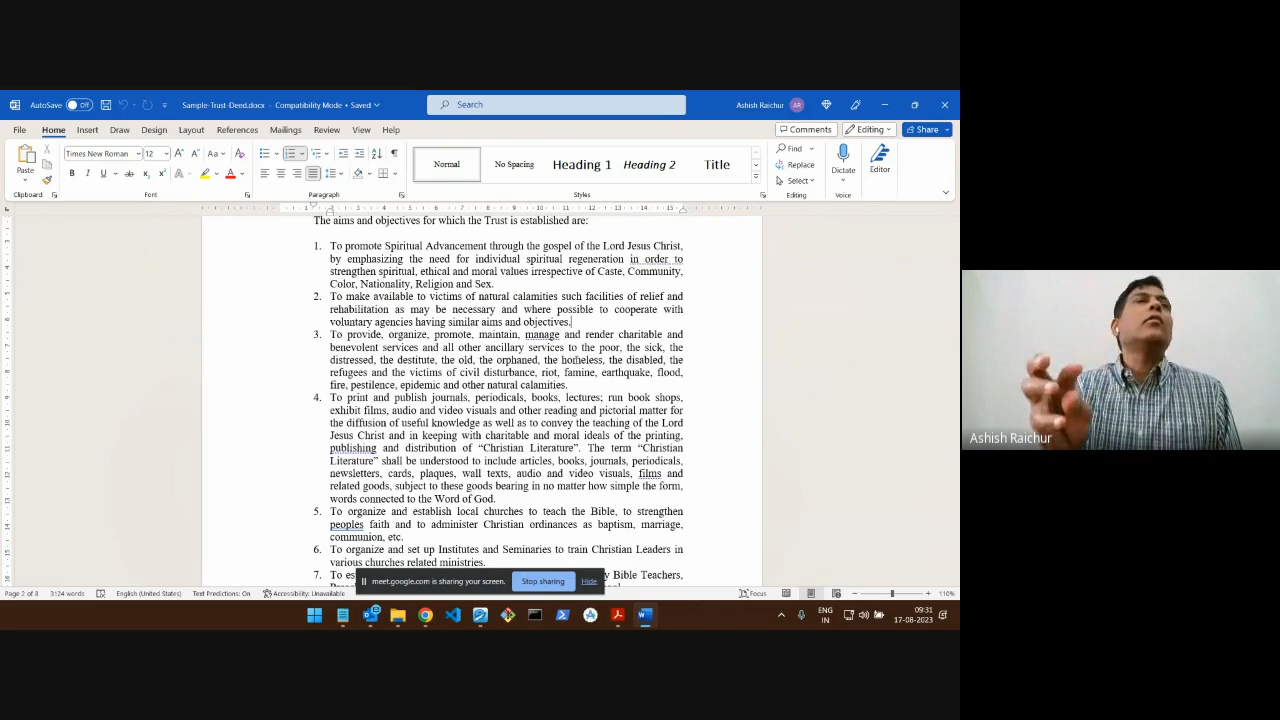 AutoSave Off Sample-Trust-Deed.docx - Compatibility Mode • Saved Search Ashish Raichur AR
File Home Insert Draw Design Layout References Mailings Review View Help Comments Editing Share
Paste Times New Roman 12 Normal No Spacing Heading 1 Heading 2 Title Find Replace Select Dictate Editor
Clipboard Font Paragraph Styles Editing Voice
The aims and objectives for which the Trust is established are:
1. To promote Spiritual Advancement through the gospel of the Lord Jesus Christ,
by emphasizing the need for individual spiritual regeneration in order to
strengthen spiritual, ethical and moral values irrespective of Caste, Community,
Color, Nationality, Religion and Sex.
2. To make available to victims of natural calamities such facilities of relief and
rehabilitation as may be necessary and where possible to cooperate with
voluntary agencies having similar aims and objectives.
3. To provide, organize, promote, maintain, manage and render charitable and
benevolent services and all other ancillary services to the poor, the sick, the
distressed, the destitute, the old, the orphaned, the homeless, the disabled, the
refugees and the victims of civil disturbance, riot, famine, earthquake, flood,
fire, pestilence, epidemic and other natural calamities.
4. To print and publish journals, periodicals, books, lectures; run book shops,
exhibit films, audio and video visuals and other reading and pictorial matter for
the diffusion of useful knowledge as well as to convey the teaching of the Lord
Jesus Christ and in keeping with charitable and moral ideals of the printing,
publishing and distribution of “Christian Literature”. The term “Christian
Literature” shall be understood to include articles, books, journals, periodicals,
newsletters, cards, plaques, wall texts, audio and video visuals, films and
related goods, subject to these goods bearing in no matter how simple the form,
words connected to the Word of God.
5. To organize and establish local churches to teach the Bible, to strengthen
peoples faith and to administer Christian ordinances as baptism, marriage,
communion, etc.
6. To organize and set up Institutes and Seminaries to train Christian Leaders in
various churches related ministries.
7. To es y Bible Teachers,
meet.google.com is sharing your screen. Stop sharing Hide
Page 2 of 8 3124 words English (United States) Text Predictions: On Accessibility: Unavailable Focus 110%
ENG IN 09:31 17-08-2023
Ashish Raichur